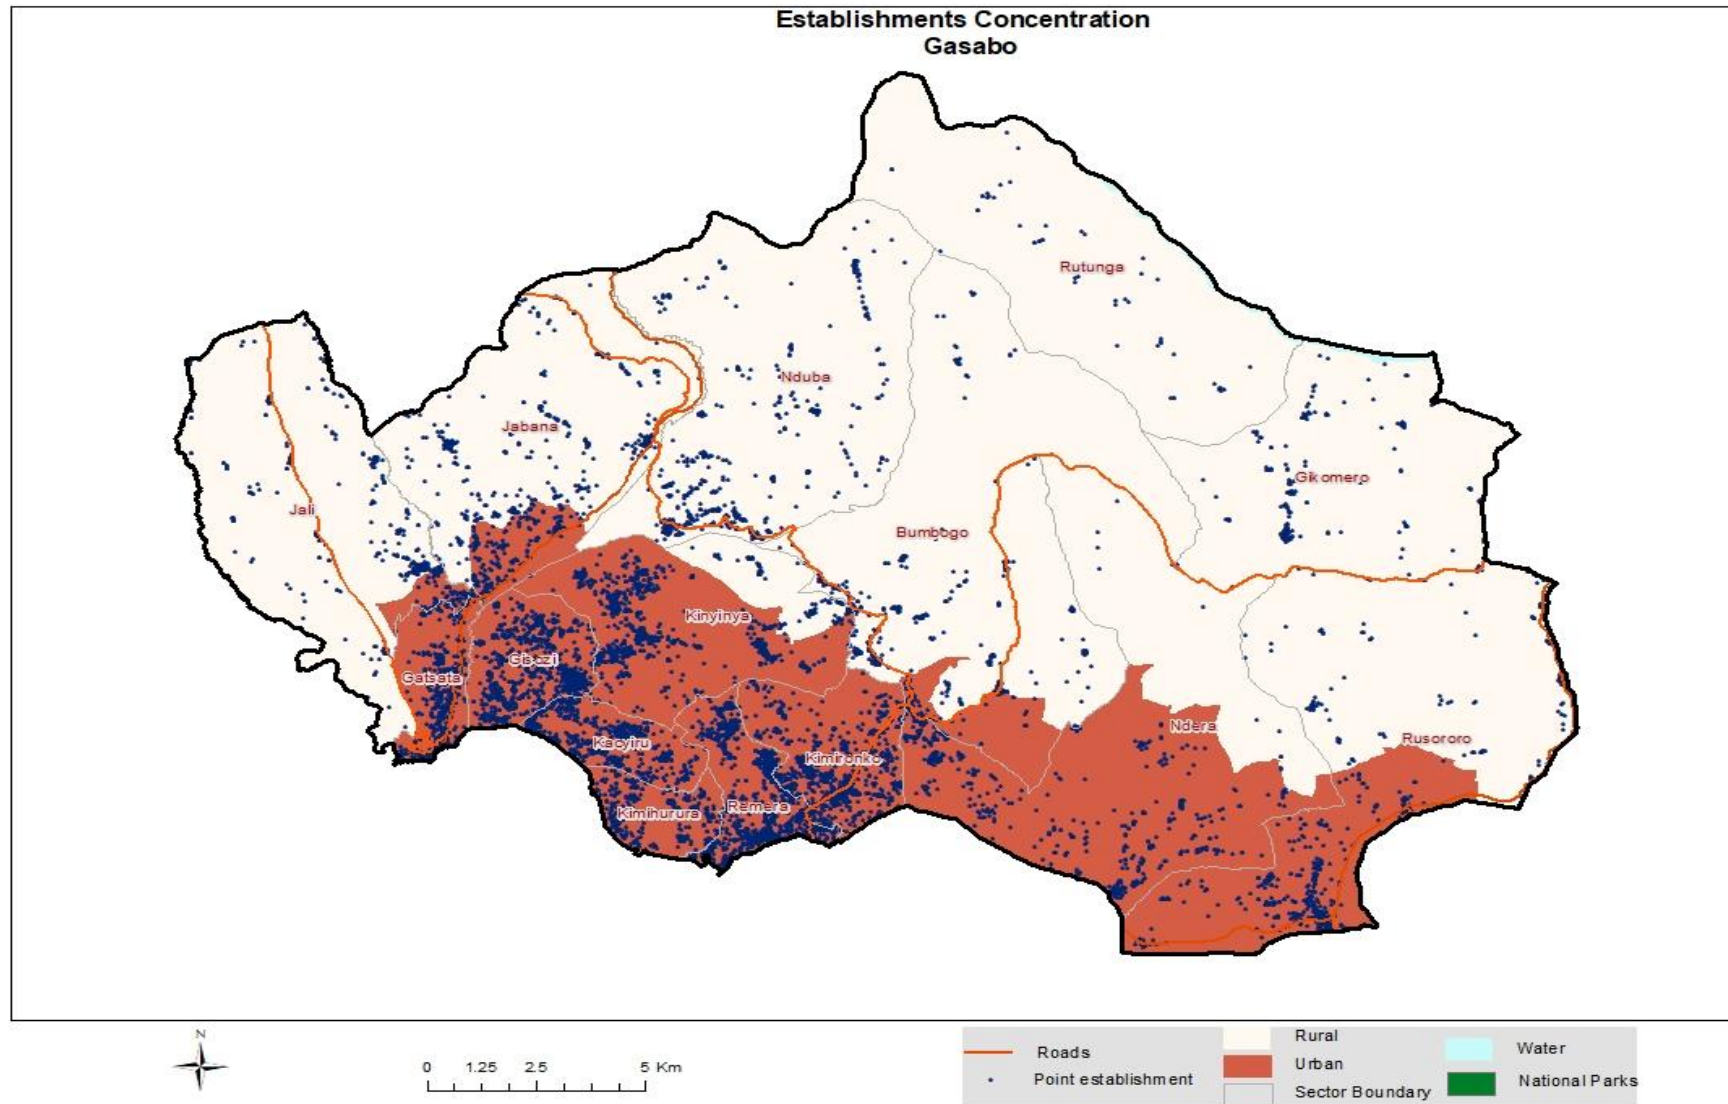 Establishments Concentration
Gasabo
Rutunga
Nduba
Jabana
Gikomero
Jali
Bumbogo
Kinyinya
Gisozi
Gatsata
Ndera
Rusororo
Kacyiru
Kimironko
Remera
Kimihurura
N
0 1.25 2.5 5 Km
Roads
Point establishment
Rural
Urban
Sector Boundary
Water
National Parks